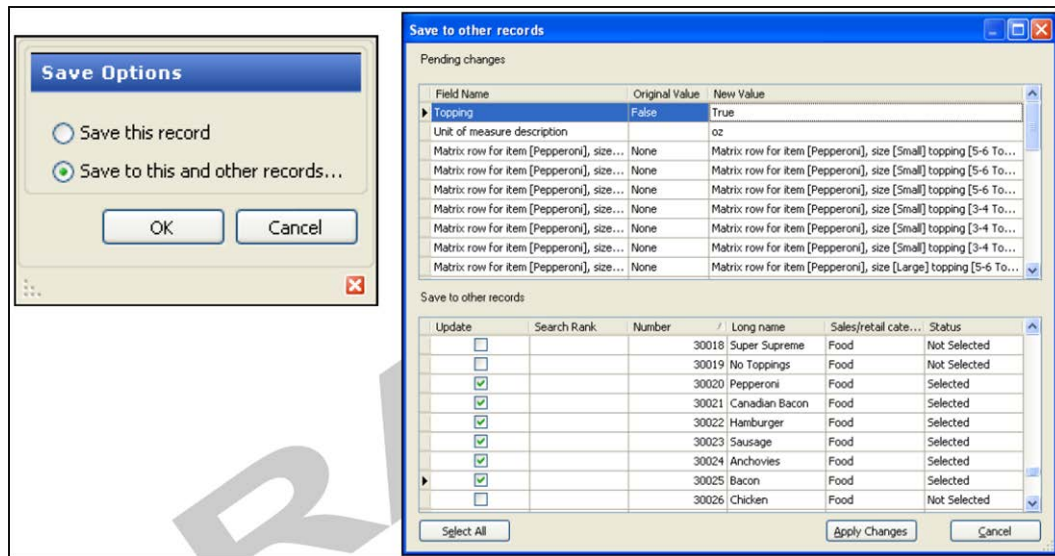 Save Options
Save this record
Save to this and other records...
OK Cancel
Save to other records
Pending changes
Field Name Original Value New Value
Topping False True
Unit of measure description oz
Matrix row for item [Pepperoni], size... None Matrix row for item [Pepperoni], size [Small] topping [5-6 To...
Matrix row for item [Pepperoni], size... None Matrix row for item [Pepperoni], size [Small] topping [5-6 To...
Matrix row for item [Pepperoni], size... None Matrix row for item [Pepperoni], size [Small] topping [5-6 To...
Matrix row for item [Pepperoni], size... None Matrix row for item [Pepperoni], size [Small] topping [3-4 To...
Matrix row for item [Pepperoni], size... None Matrix row for item [Pepperoni], size [Small] topping [3-4 To...
Matrix row for item [Pepperoni], size... None Matrix row for item [Pepperoni], size [Small] topping [3-4 To...
Matrix row for item [Pepperoni], size... None Matrix row for item [Pepperoni], size [Large] topping [5-6 To...
Save to other records
Update Search Rank Number / Long name Sales/retail cate... Status
30018 Super Supreme Food Not Selected
30019 No Toppings Food Not Selected
30020 Pepperoni Food Selected
30021 Canadian Bacon Food Selected
30022 Hamburger Food Selected
30023 Sausage Food Selected
30024 Anchovies Food Selected
30025 Bacon Food Selected
30026 Chicken Food Not Selected
Select All Apply Changes Cancel